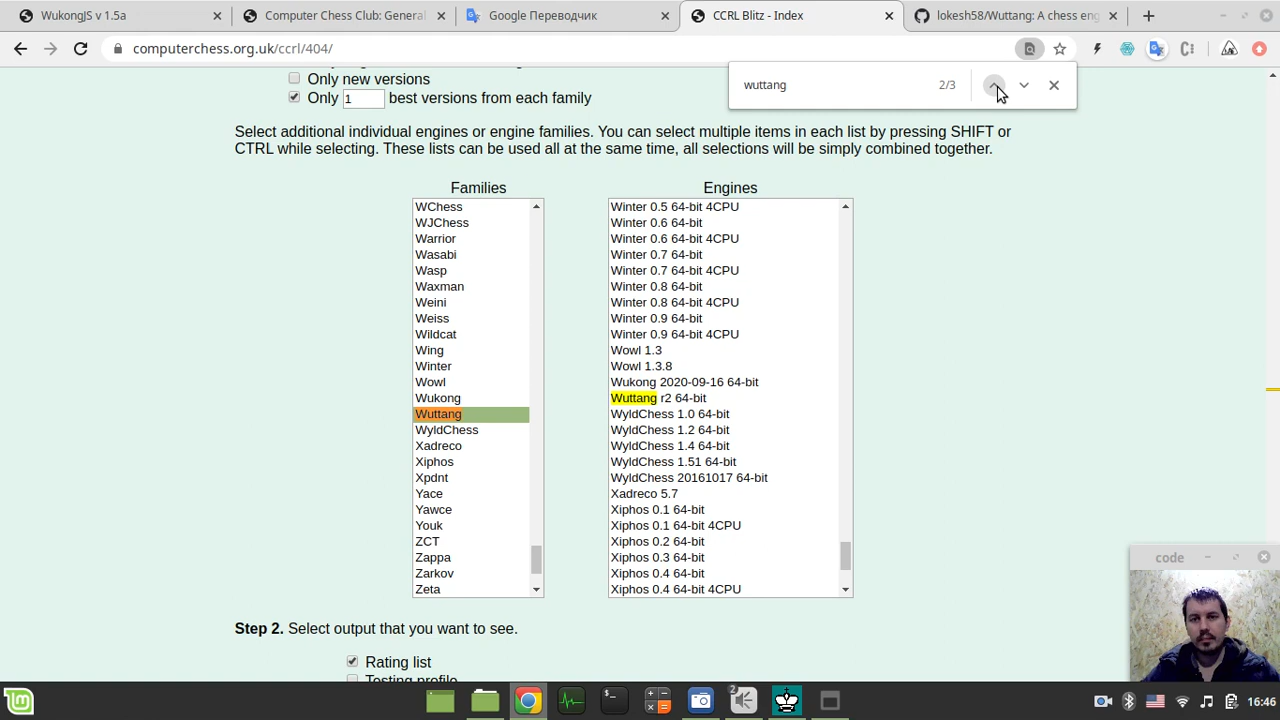 WukongJS v 1.5a
Computer Chess Club: General
Google Переводчик
CCRL Blitz - Index
lokesh58/Wuttang: A chess eng
computerchess.org.uk/ccrl/404/
wuttang
2/3
Only new versions
Only 1 best versions from each family
Select additional individual engines or engine families. You can select multiple items in each list by pressing SHIFT or
CTRL while selecting. These lists can be used all at the same time, all selections will be simply combined together.
Families
WChess
WJChess
Warrior
Wasabi
Wasp
Waxman
Weini
Weiss
Wildcat
Wing
Winter
Wowl
Wukong
Wuttang
WyldChess
Xadreco
Xiphos
Xpdnt
Yace
Yawce
Youk
ZCT
Zappa
Zarkov
Zeta
Engines
Winter 0.5 64-bit 4CPU
Winter 0.6 64-bit
Winter 0.6 64-bit 4CPU
Winter 0.7 64-bit
Winter 0.7 64-bit 4CPU
Winter 0.8 64-bit
Winter 0.8 64-bit 4CPU
Winter 0.9 64-bit
Winter 0.9 64-bit 4CPU
Wowl 1.3
Wowl 1.3.8
Wukong 2020-09-16 64-bit
Wuttang r2 64-bit
WyldChess 1.0 64-bit
WyldChess 1.2 64-bit
WyldChess 1.4 64-bit
WyldChess 1.51 64-bit
WyldChess 20161017 64-bit
Xadreco 5.7
Xiphos 0.1 64-bit
Xiphos 0.1 64-bit 4CPU
Xiphos 0.2 64-bit
Xiphos 0.3 64-bit
Xiphos 0.4 64-bit
Xiphos 0.4 64-bit 4CPU
Step 2. Select output that you want to see.
Rating list
Testing profile
code
2
16:46